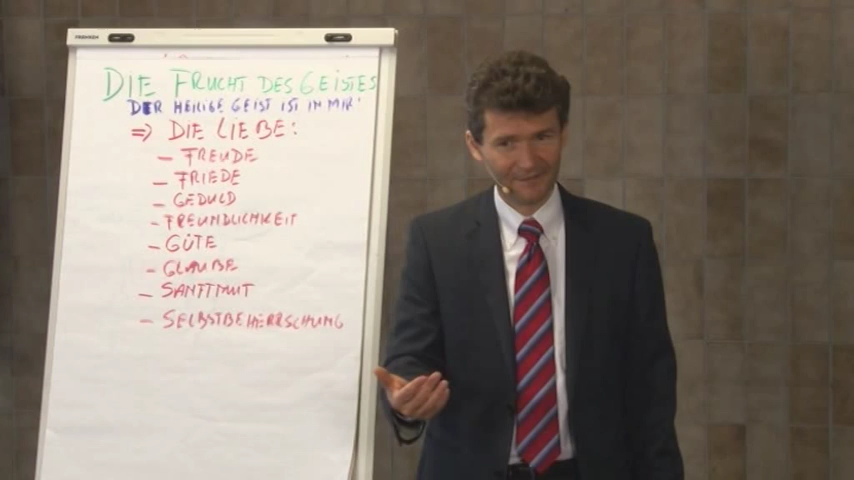 FRANKEN
DIE FRUCHT DES GEISTES
DER HEILIGE GEIST IST IN MIR!
=> DIE LIEBE:
- FREUDE
- FRIEDE
- GEDULD
- FREUNDLICHKEIT
- GÜTE
- GLAUBE
- SANFTMUT
- SELBSTBEHERRSCHUNG